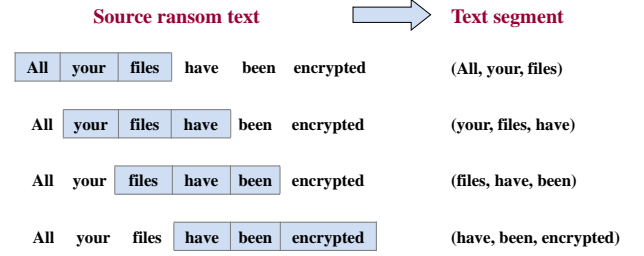 Source ransom text Text segment
All your files have been encrypted (All, your, files)
All your files have been encrypted (your, files, have)
All your files have been encrypted (files, have, been)
All your files have been encrypted (have, been, encrypted)